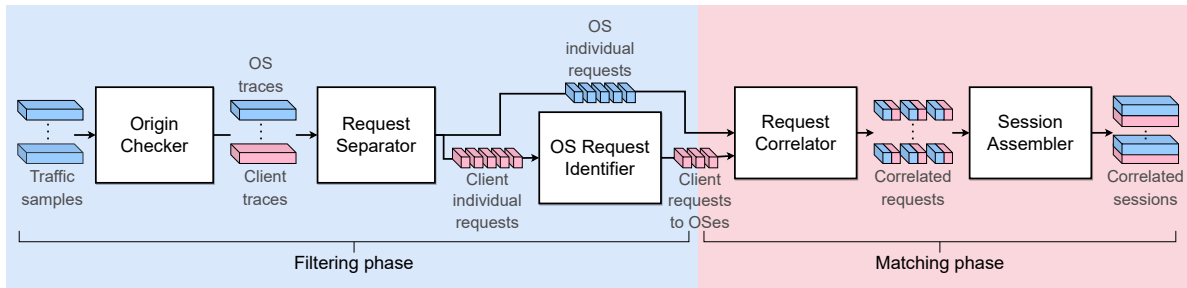 Traffic
samples
Origin
Checker
OS
traces
Client
traces
Request
Separator
OS
individual
requests
Client
individual
requests
OS Request
Identifier
Client
requests
to OSes
Request
Correlator
Correlated
requests
Session
Assembler
Correlated
sessions
Filtering phase
Matching phase